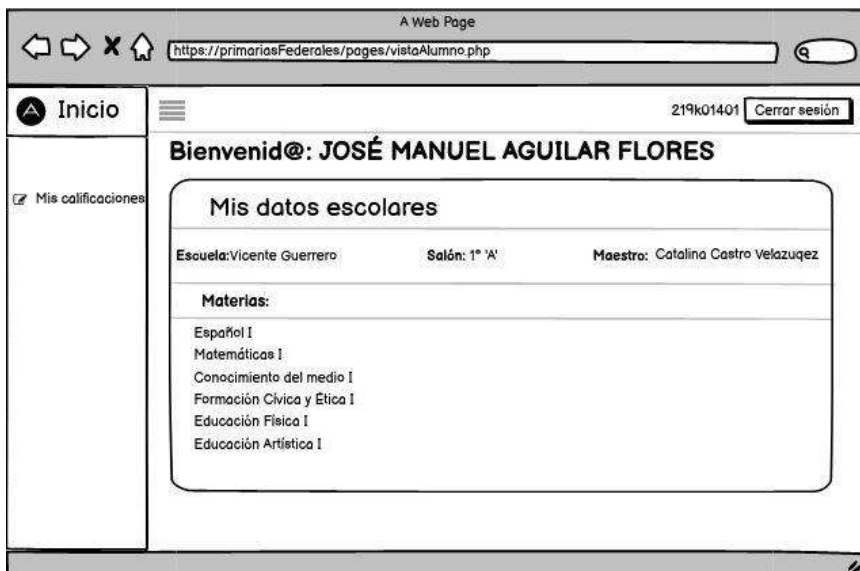 A Web Page
https://primariasFederales/pages/vistaAlumno.php
A Inicio
219k01401 Cerrar sesión
Bienvenid@: JOSÉ MANUEL AGUILAR FLORES
Mis calificaciones
Mis datos escolares
Escuela:Vicente Guerrero Salón: 1° 'A' Maestro: Catalina Castro Velazuqez
Materias:
Español I
Matemáticas I
Conocimiento del medio I
Formación Cívica y Ética I
Educación Física I
Educación Artística I